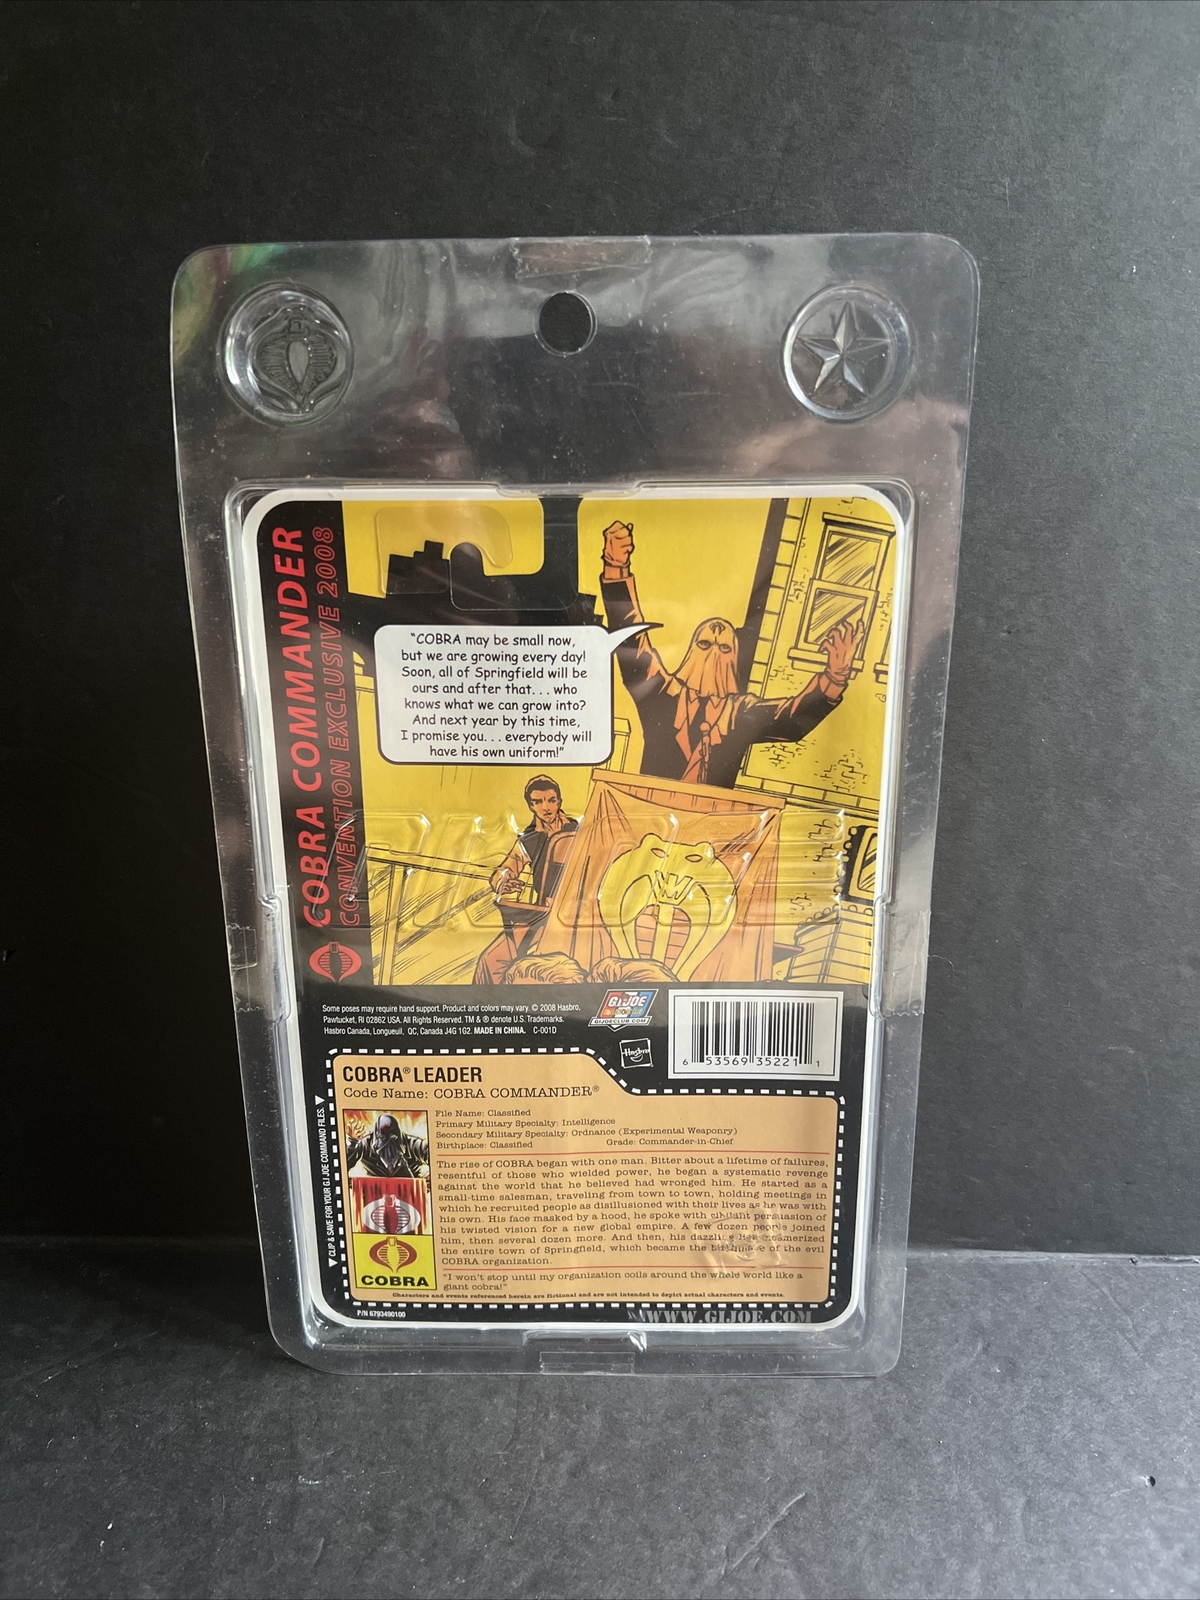 COBRA COMMANDER
CONVENTION EXCLUSIVE 2008
"COBRA may be small now,
but we are growing every day!
Soon, all of Springfield will be
ours and after that. . . who
knows what we can grow into?
And next year by this time,
I promise you. . . everybody will
have his own uniform!"
Some poses may require hand support. Product and colors may vary. © 2008 Hasbro,
Pawtucket, RI 02862 USA. All Rights Reserved. TM & ® denote U.S. Trademarks.
Hasbro Canada, Longueuil, QC, Canada J4G 1G2. MADE IN CHINA. C-001D
G.I.JOE
GIJOECLUB.COM
Hasbro
6 53569 35221 1
▼ CLIP & SAVE FOR YOUR G.I. JOE COMMAND FILES. ▼
COBRA® LEADER
Code Name: COBRA COMMANDER®
File Name: Classified
Primary Military Specialty: Intelligence
Secondary Military Specialty: Ordnance (Experimental Weaponry)
Birthplace: Classified Grade: Commander-in-Chief
The rise of COBRA began with one man. Bitter about a lifetime of failures,
resentful of those who wielded power, he began a systematic revenge
against the world that he believed had wronged him. He started as a
small-time salesman, traveling from town to town, holding meetings in
which he recruited people as disillusioned with their lives as he was with
his own. His face masked by a hood, he spoke with ebullient persuasion of
his twisted vision for a new global empire. A few dozen people joined
him, then several dozen more. And then, his dazzling lies mesmerized
the entire town of Springfield, which became the birthplace of the evil
COBRA organization.
"I won't stop until my organization coils around the whole world like a
giant cobra!"
COBRA
Characters and events referenced herein are fictional and are not intended to depict actual characters and events.
P/N 6793490100
WWW.GIJOE.COM